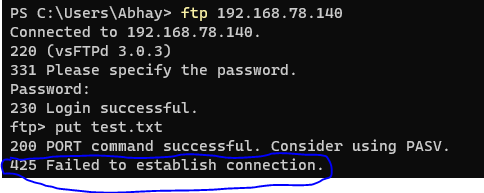 PS C:\Users\Abhay> ftp 192.168.78.140
Connected to 192.168.78.140.
220 (vsFTPd 3.0.3)
331 Please specify the password.
Password:
230 Login successful.
ftp> put test.txt
200 PORT command successful. Consider using PASV.
425 Failed to establish connection.